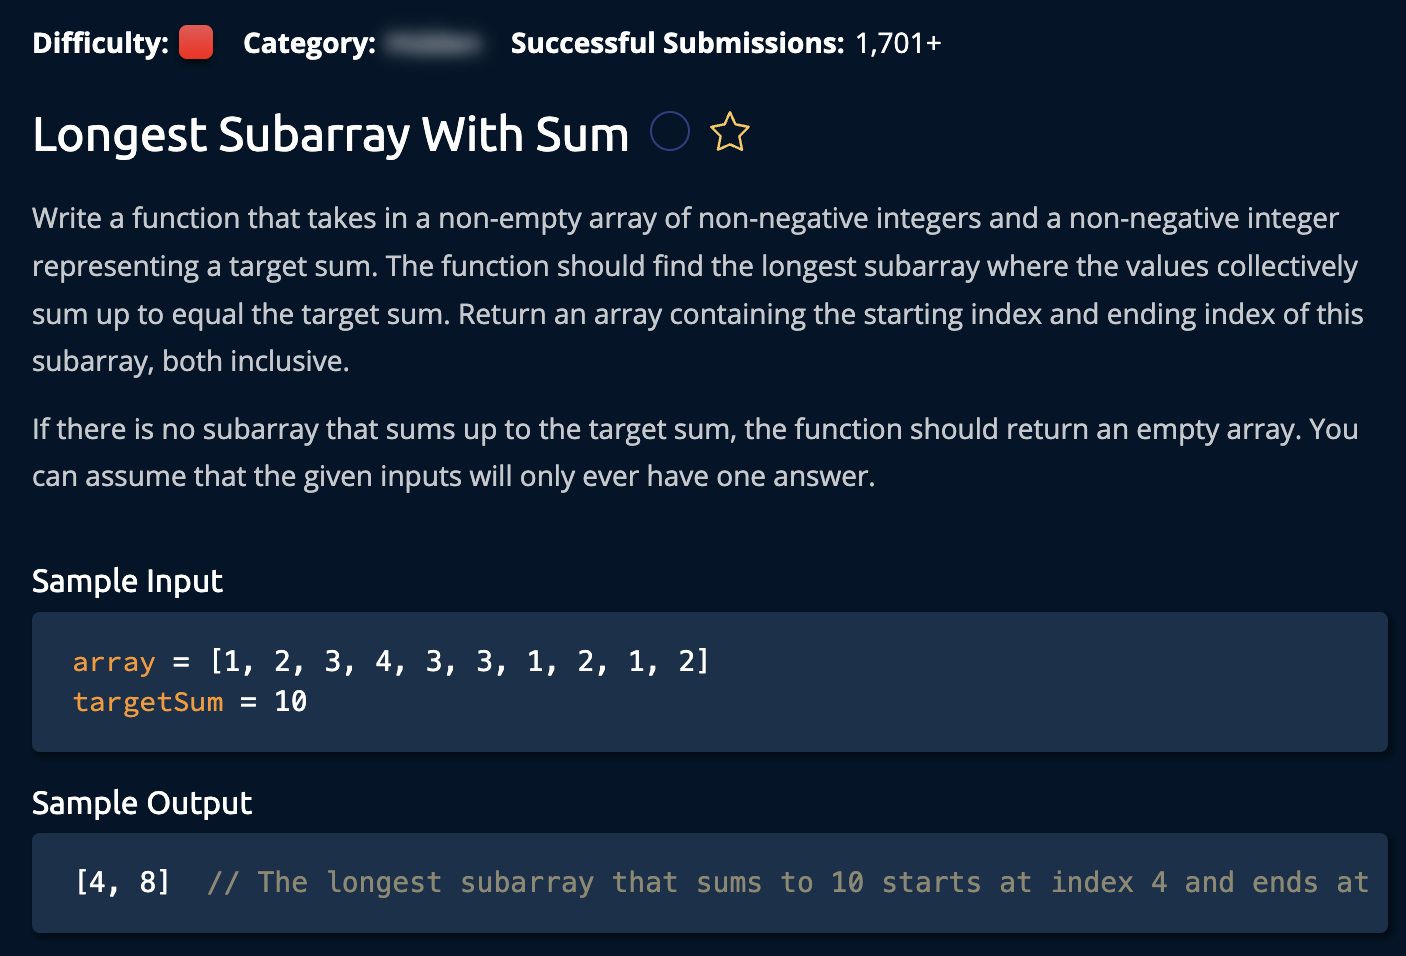 Difficulty: Category: Successful Submissions: 1,701+
Longest Subarray With Sum
Write a function that takes in a non-empty array of non-negative integers and a non-negative integer
representing a target sum. The function should find the longest subarray where the values collectively
sum up to equal the target sum. Return an array containing the starting index and ending index of this
subarray, both inclusive.
If there is no subarray that sums up to the target sum, the function should return an empty array. You
can assume that the given inputs will only ever have one answer.
Sample Input
array = [1, 2, 3, 4, 3, 3, 1, 2, 1, 2]
targetSum = 10
Sample Output
[4, 8] // The longest subarray that sums to 10 starts at index 4 and ends at